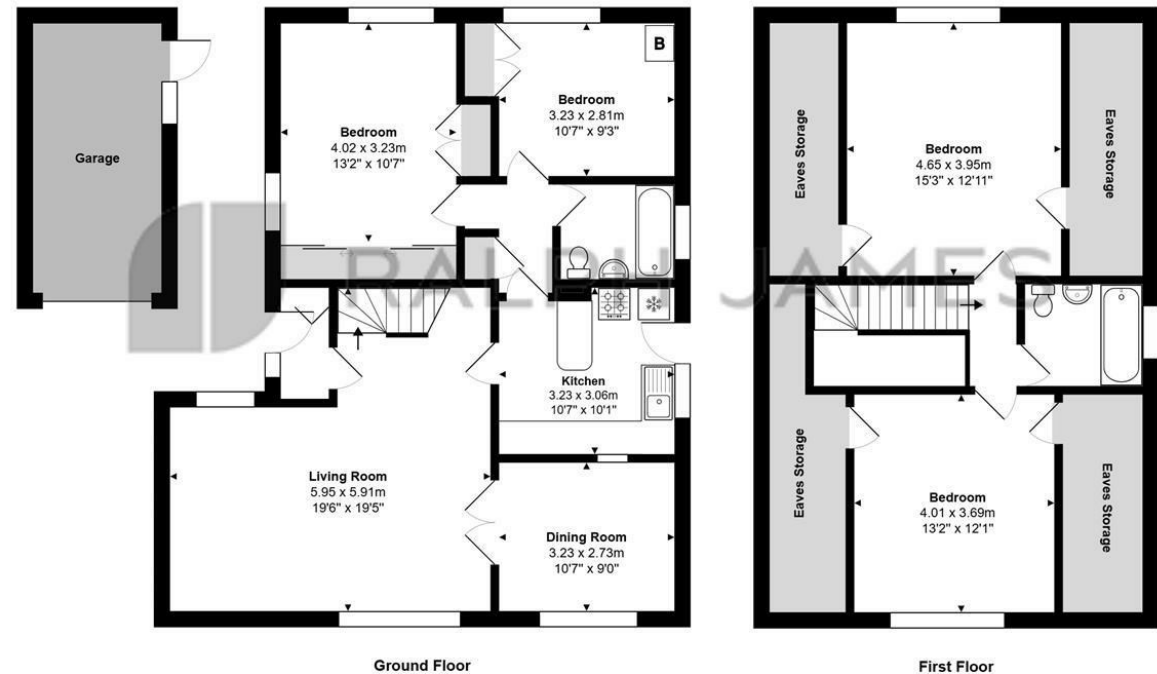 Garage
Bedroom
4.02 x 3.23m
13'2" x 10'7"
Bedroom
3.23 x 2.81m
10'7" x 9'3"
B
Kitchen
3.23 x 3.06m
10'7" x 10'1"
Living Room
5.95 x 5.91m
19'6" x 19'5"
Dining Room
3.23 x 2.73m
10'7" x 9'0"
Ground Floor
Eaves Storage
Bedroom
4.65 x 3.95m
15'3" x 12'11"
Eaves Storage
Eaves Storage
Bedroom
4.01 x 3.69m
13'2" x 12'1"
Eaves Storage
First Floor
RALPH JAMES